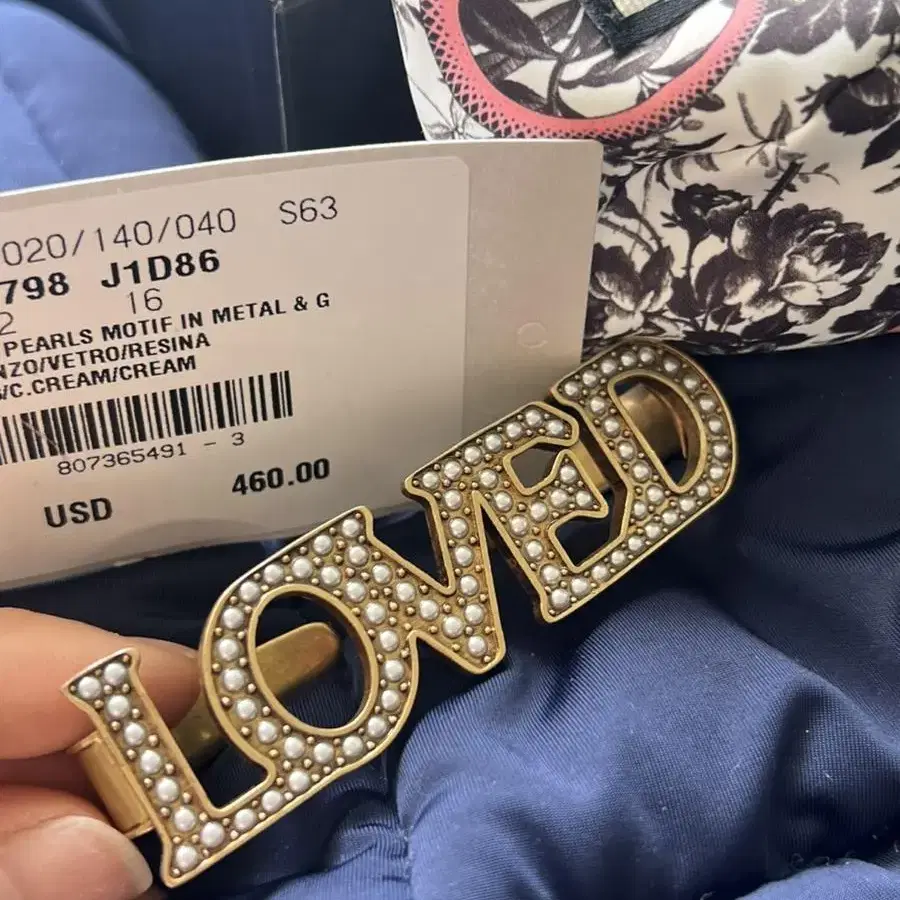 020/140/040 S63
798 J1D86
2 16
PEARLS MOTIF IN METAL & G
NZO/VETRO/RESINA
/C.CREAM/CREAM
807365491 - 3
USD 460.00
LOVED